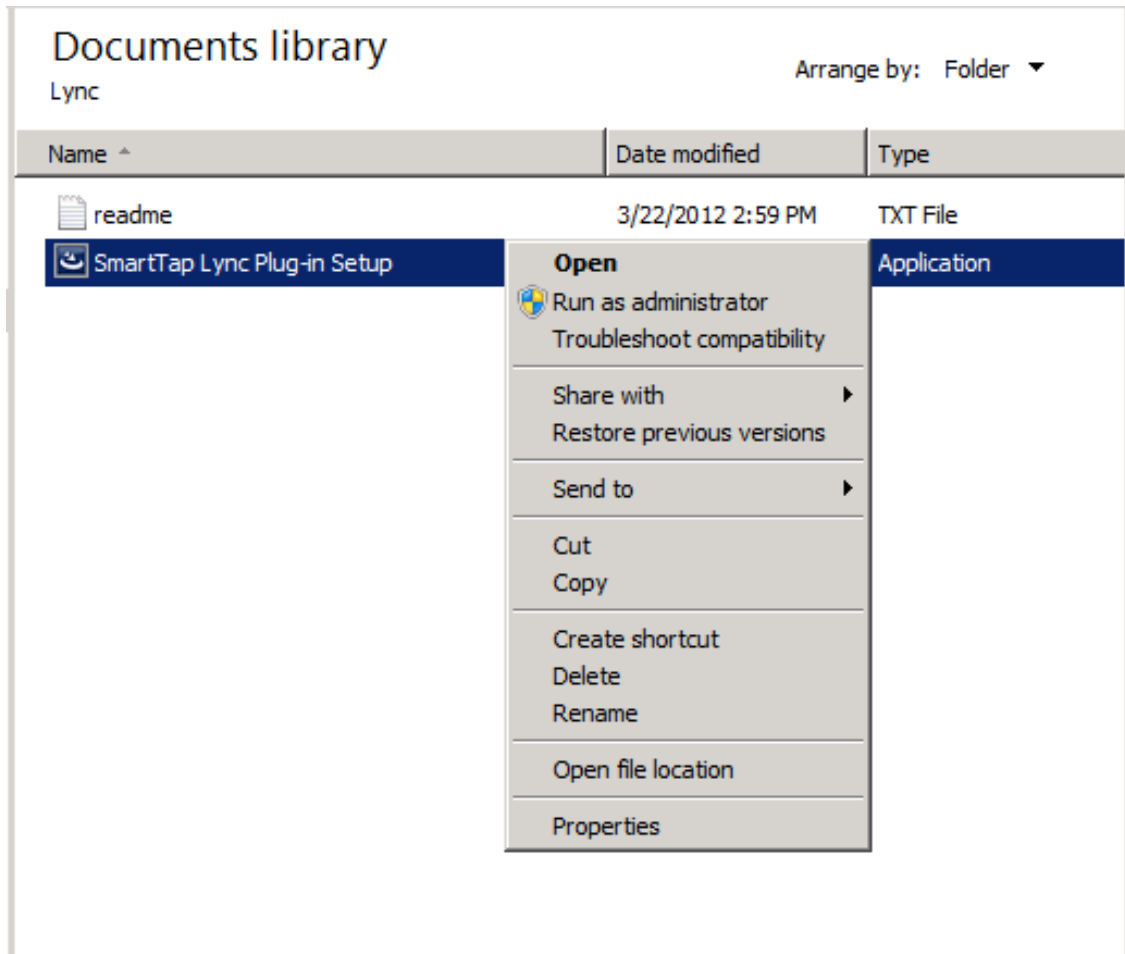 Documents library
Lync
Arrange by: Folder
Name Date modified Type
readme 3/22/2012 2:59 PM TXT File
SmartTap Lync Plug-in Setup Application
Open
Run as administrator
Troubleshoot compatibility
Share with
Restore previous versions
Send to
Cut
Copy
Create shortcut
Delete
Rename
Open file location
Properties